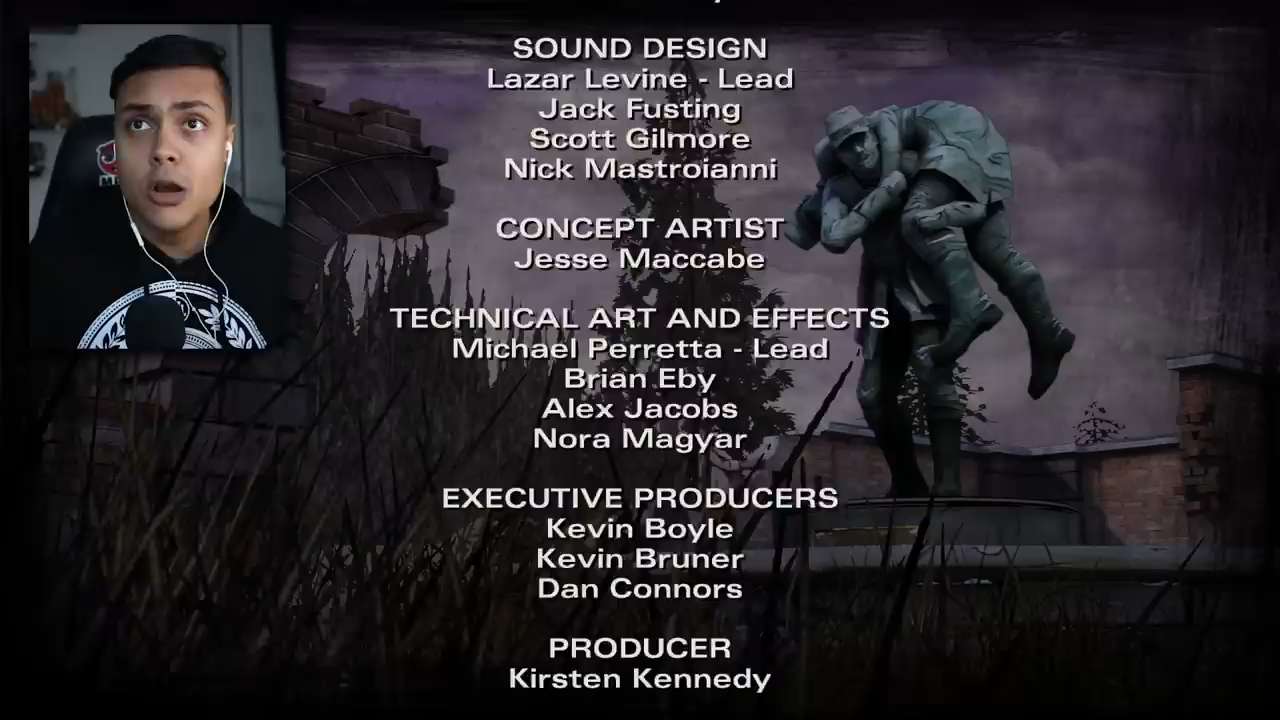 SOUND DESIGN
Lazar Levine - Lead
Jack Fusting
Scott Gilmore
Nick Mastroianni
CONCEPT ARTIST
Jesse Maccabe
TECHNICAL ART AND EFFECTS
Michael Perretta - Lead
Brian Eby
Alex Jacobs
Nora Magyar
EXECUTIVE PRODUCERS
Kevin Boyle
Kevin Bruner
Dan Connors
PRODUCER
Kirsten Kennedy